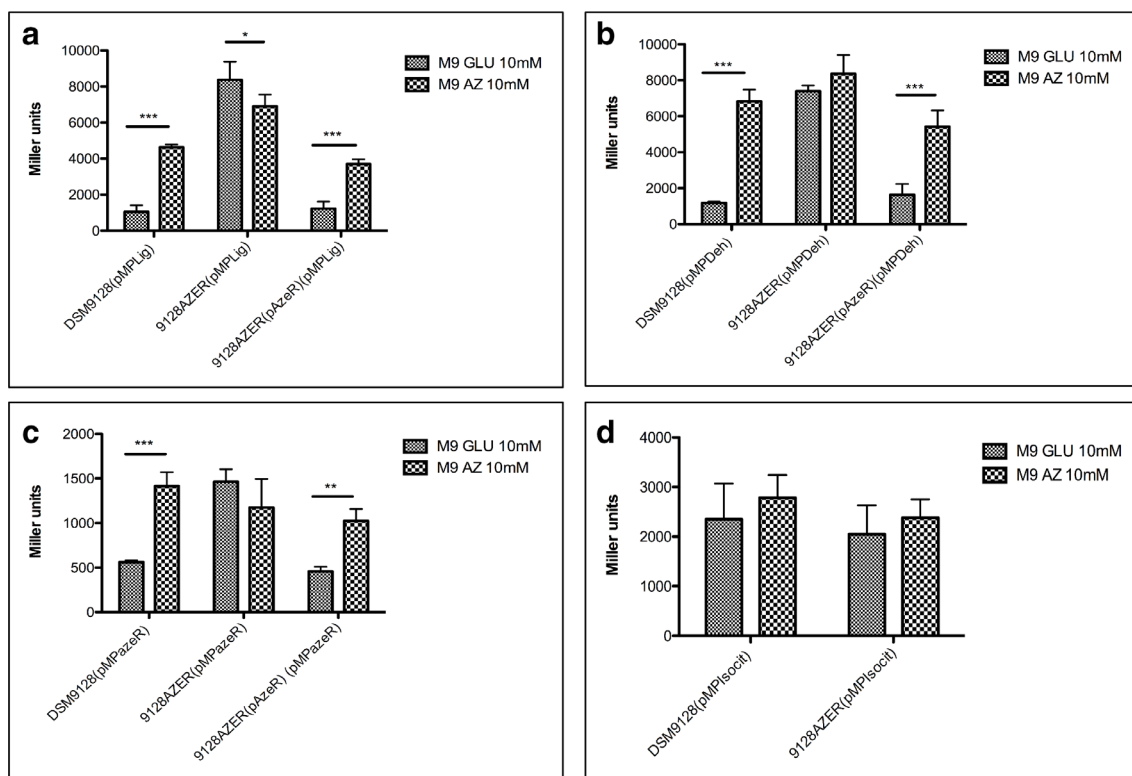 a
*
***
***
10000
8000
6000
4000
2000
0
Miller units
M9 GLU 10mM
M9 AZ 10mM
DSM9128(pMPLig)
9128AZER(pMPLig)
9128AZER(pAzeR)(pMPLig)
b
***
***
10000
8000
6000
4000
2000
0
Miller units
M9 GLU 10mM
M9 AZ 10mM
DSM9128(pMPDeh)
9128AZER(pMPDeh)
9128AZER(pAzeR)(pMPDeh)
c
***
**
2000
1500
1000
500
0
Miller units
M9 GLU 10mM
M9 AZ 10mM
DSM9128(pMPazeR)
9128AZER(pMPazeR)
9128AZER(pAzeR) (pMPazeR)
d
4000
3000
2000
1000
0
Miller units
M9 GLU 10mM
M9 AZ 10mM
DSM9128(pMPIsocit)
9128AZER(pMPIsocit)